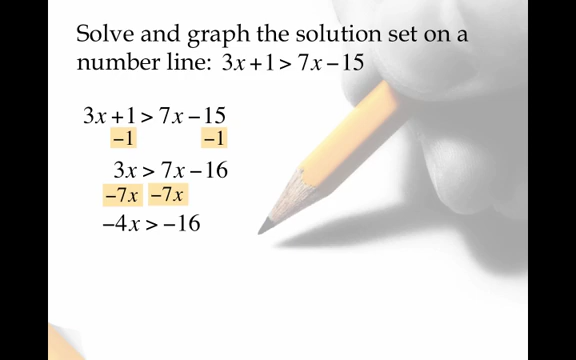 Solve and graph the solution set on a
number line: 3x+1 > 7x−15
3x+1 > 7x−15
−1 −1
3x > 7x−16
−7x −7x
−4x > −16